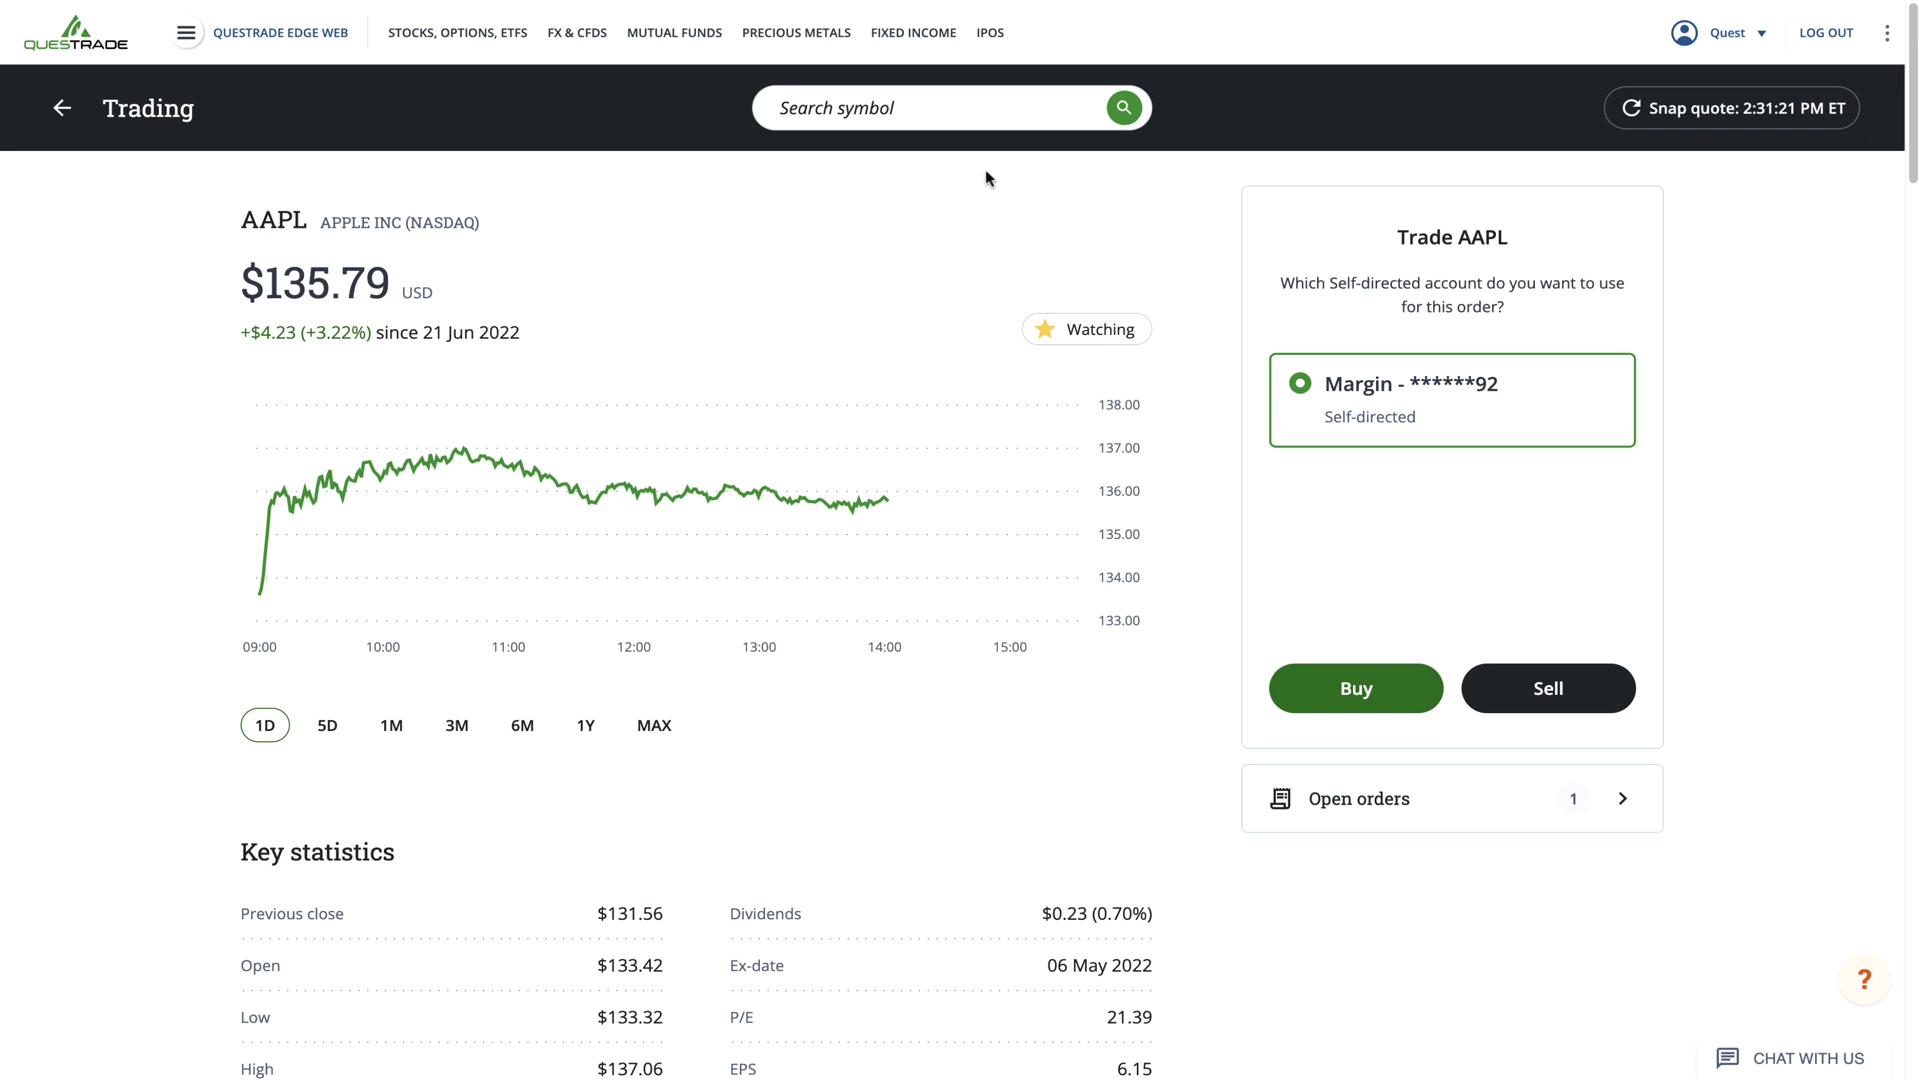 QUESTRADE
QUESTRADE EDGE WEB
STOCKS, OPTIONS, ETFS
FX & CFDS
MUTUAL FUNDS
PRECIOUS METALS
FIXED INCOME
IPOS
Quest
LOG OUT
Trading
Search symbol
Snap quote: 2:31:21 PM ET
AAPL APPLE INC (NASDAQ)
$135.79 USD
+$4.23 (+3.22%) since 21 Jun 2022
Watching
138.00
137.00
136.00
135.00
134.00
133.00
09:00 10:00 11:00 12:00 13:00 14:00 15:00
1D 5D 1M 3M 6M 1Y MAX
Trade AAPL
Which Self-directed account do you want to use
for this order?
Margin - ******92
Self-directed
Buy
Sell
Open orders 1
Key statistics
Previous close $131.56
Dividends $0.23 (0.70%)
Open $133.42
Ex-date 06 May 2022
Low $133.32
P/E 21.39
High $137.06
EPS 6.15
?
CHAT WITH US